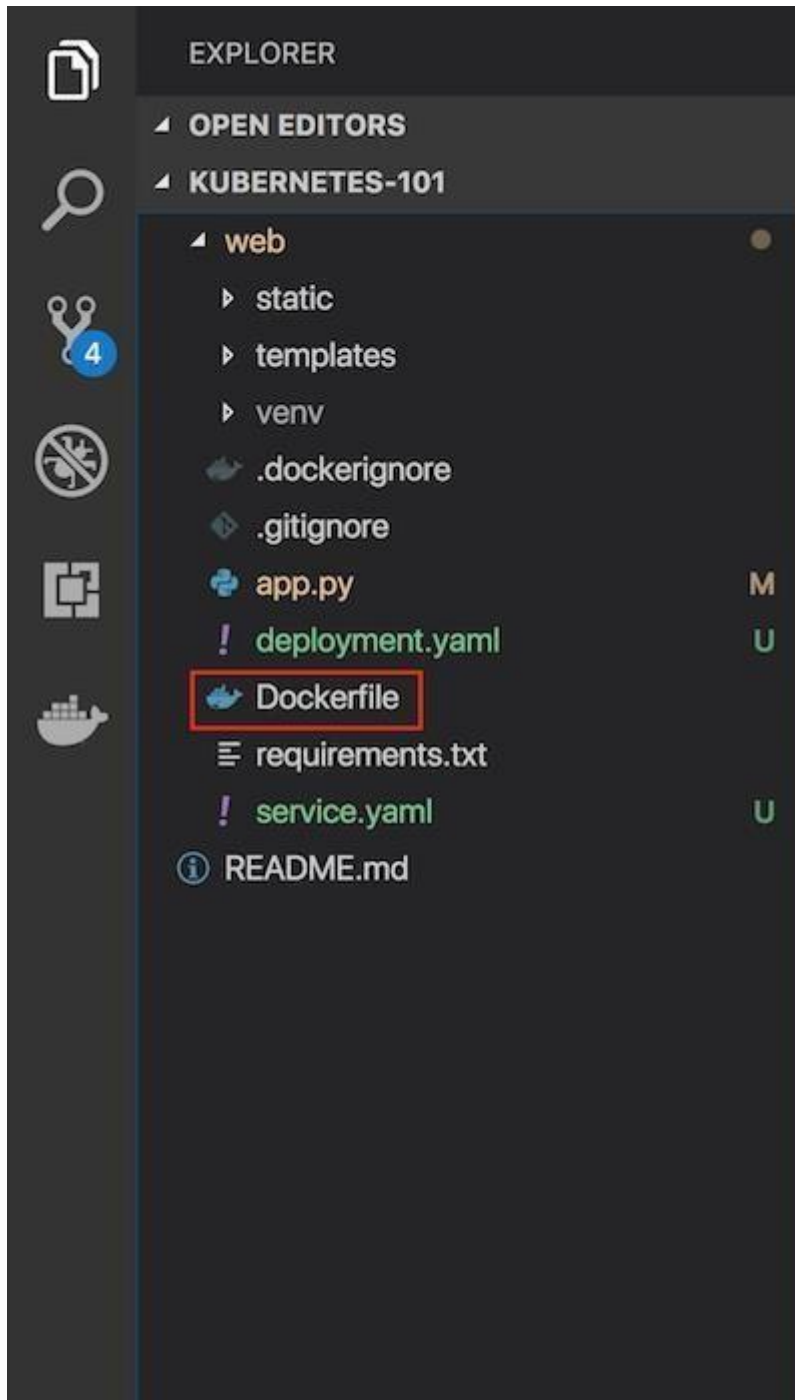 EXPLORER
OPEN EDITORS
KUBERNETES-101
web
static
templates
4
venv
.dockerignore
.gitignore
app.py M
deployment.yaml U
Dockerfile
requirements.txt
service.yaml U
README.md